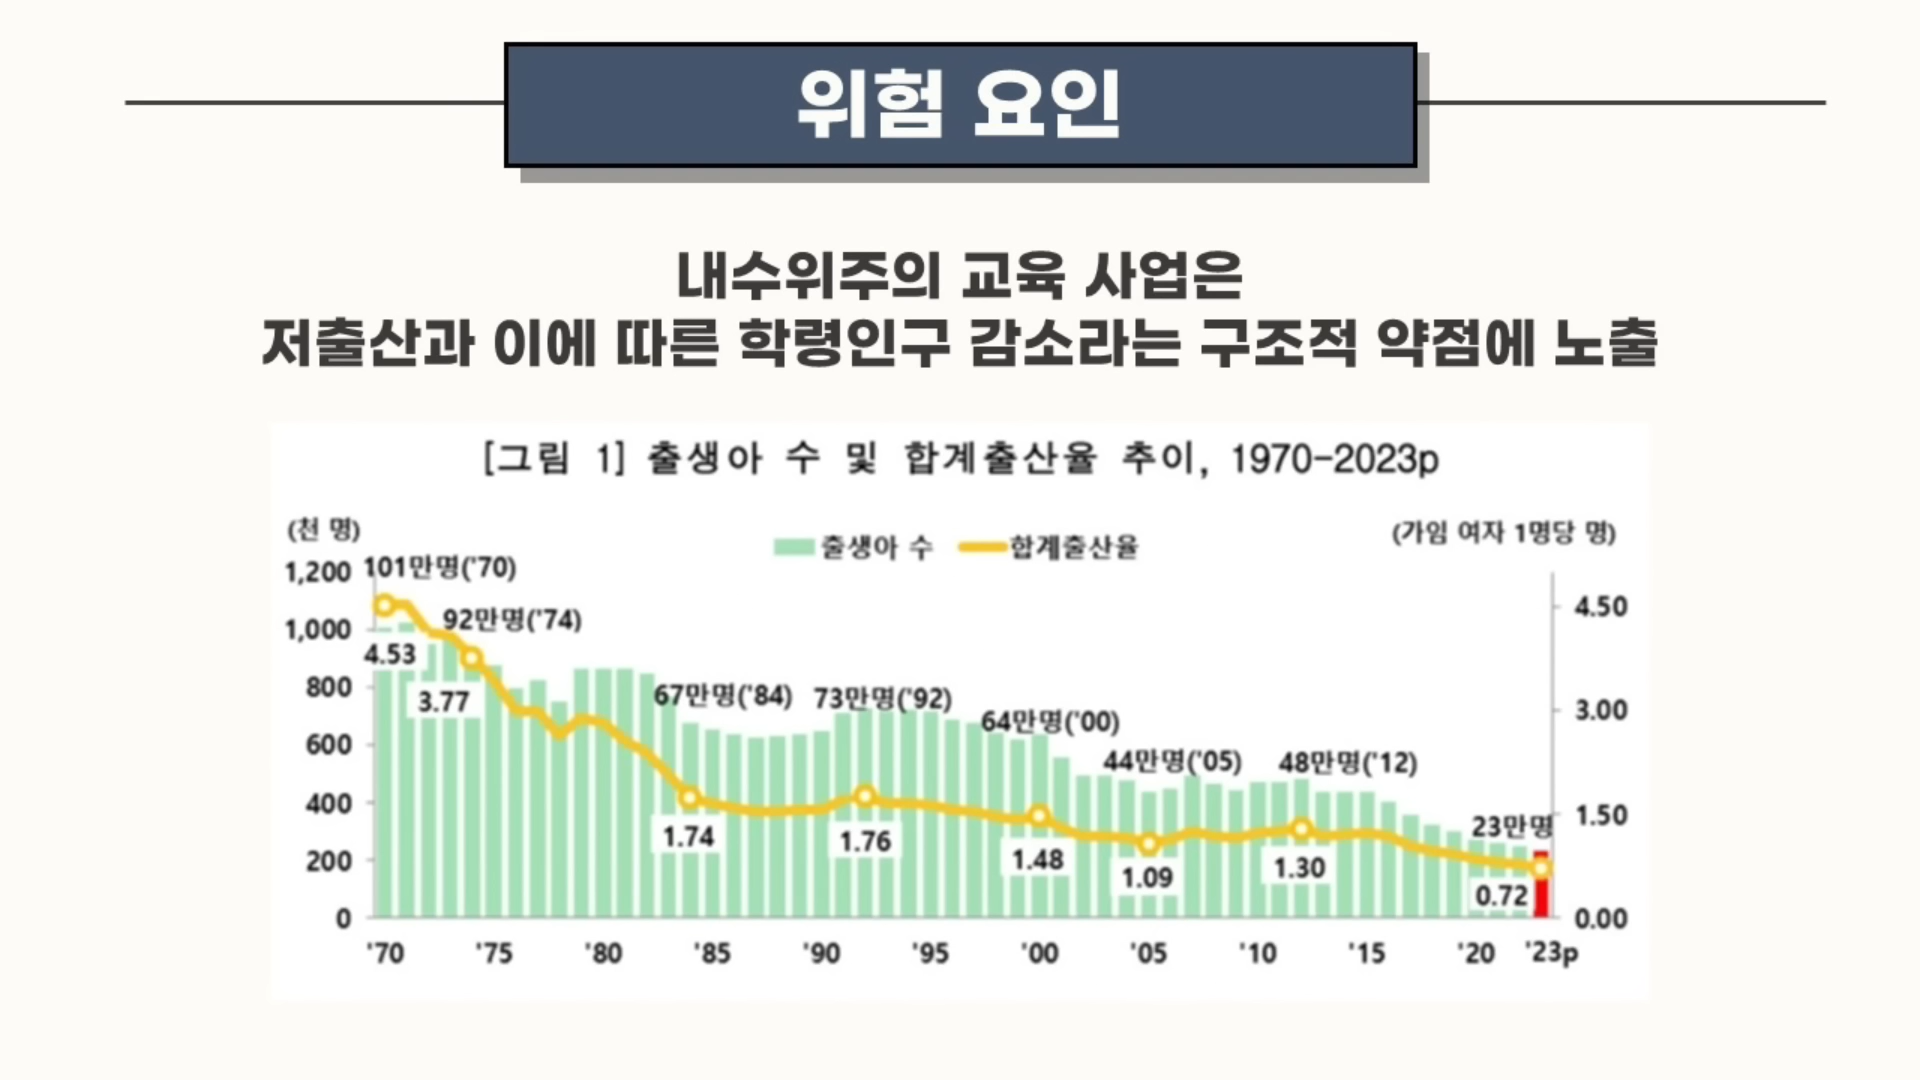 위험 요인
내수위주의 교육 사업은
저출산과 이에 따른 학령인구 감소라는 구조적 약점에 노출
[그림 1] 출생아 수 및 합계출산율 추이, 1970-2023p
(천 명)
(가임 여자 1명당 명)
출생아 수
합계출산율
1,200
1,000
800
600
400
200
0
101만명('70)
92만명('74)
67만명('84)
73만명('92)
64만명('00)
44만명('05)
48만명('12)
23만명
4.53
3.77
1.74
1.76
1.48
1.09
1.30
0.72
4.50
3.00
1.50
0.00
'70 '75 '80 '85 '90 '95 '00 '05 '10 '15 '20 '23p